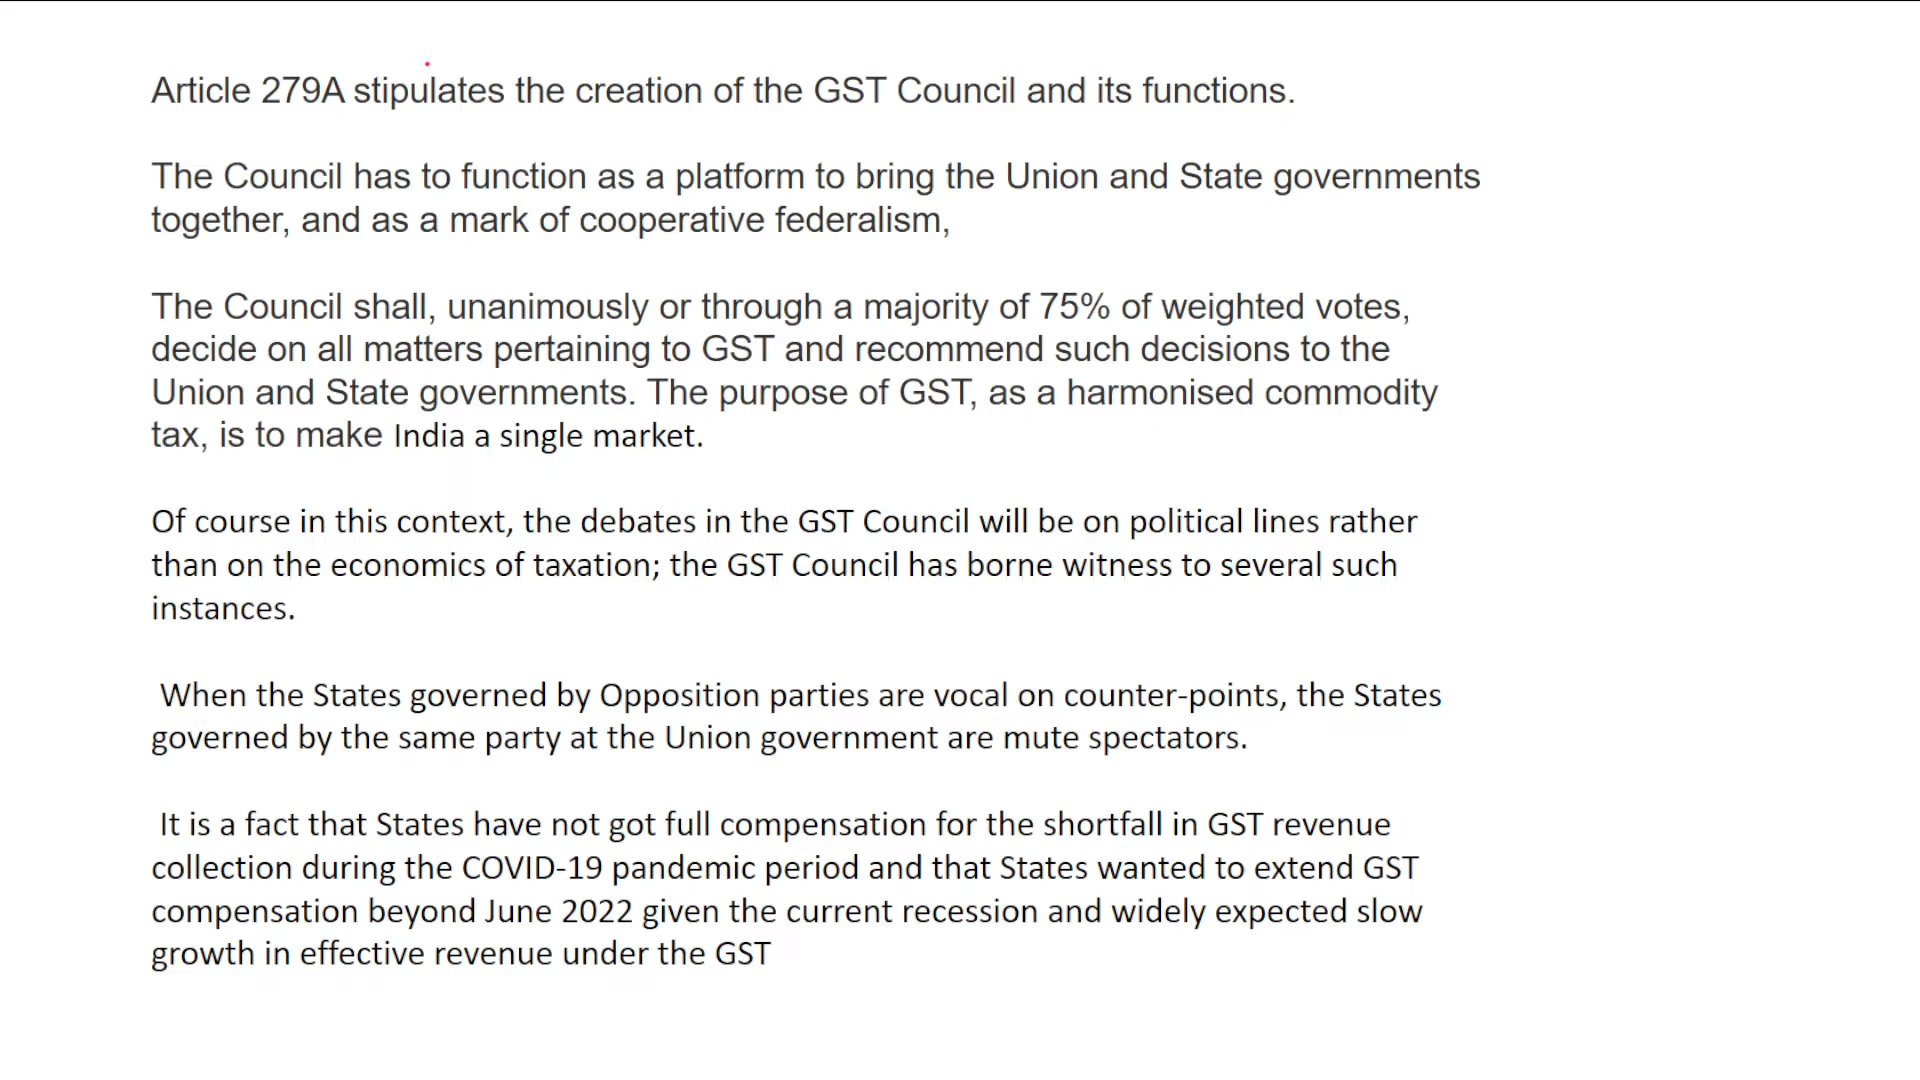 Article 279A stipulates the creation of the GST Council and its functions.
The Council has to function as a platform to bring the Union and State governments
together, and as a mark of cooperative federalism,
The Council shall, unanimously or through a majority of 75% of weighted votes,
decide on all matters pertaining to GST and recommend such decisions to the
Union and State governments. The purpose of GST, as a harmonised commodity
tax, is to make India a single market.
Of course in this context, the debates in the GST Council will be on political lines rather
than on the economics of taxation; the GST Council has borne witness to several such
instances.
When the States governed by Opposition parties are vocal on counter-points, the States
governed by the same party at the Union government are mute spectators.
It is a fact that States have not got full compensation for the shortfall in GST revenue
collection during the COVID-19 pandemic period and that States wanted to extend GST
compensation beyond June 2022 given the current recession and widely expected slow
growth in effective revenue under the GST